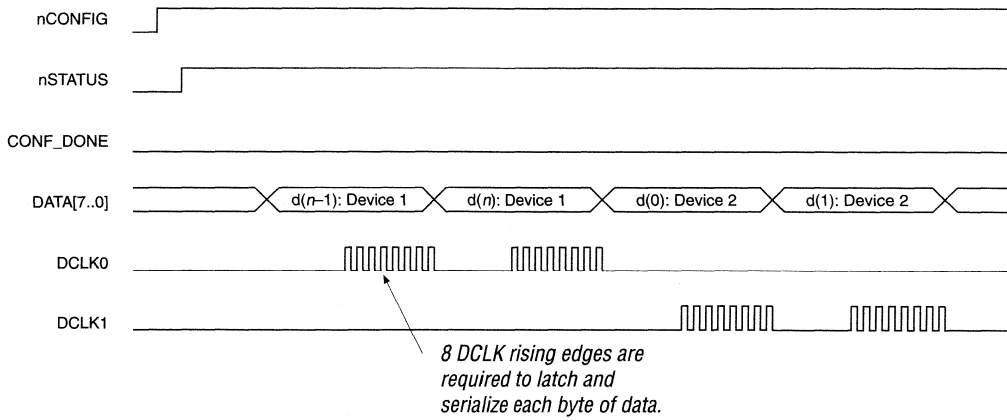 nCONFIG
nSTATUS
CONF_DONE
DATA[7..0]
d(n–1): Device 1
d(n): Device 1
d(0): Device 2
d(1): Device 2
DCLK0
DCLK1
8 DCLK rising edges are
required to latch and
serialize each byte of data.